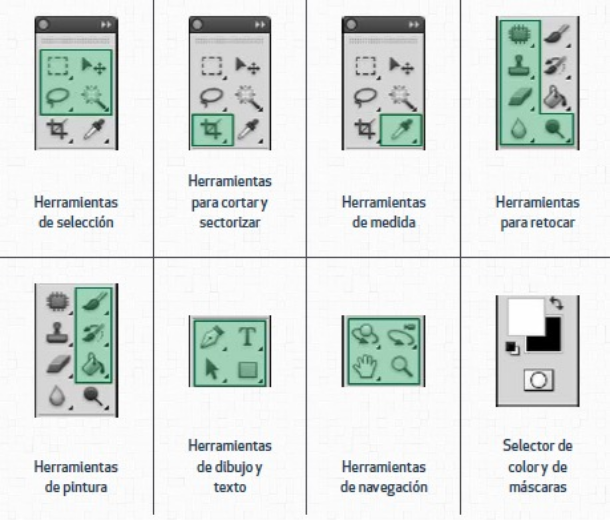 Herramientas
de selección
Herramientas
para cortar y
sectorizar
Herramientas
de medida
Herramientas
para retocar
Herramientas
de pintura
Herramientas
de dibujo y
texto
Herramientas
de navegación
Selector de
color y de
máscaras